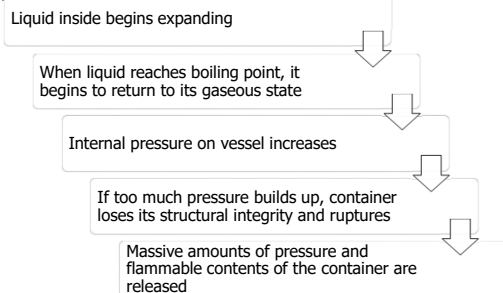 Liquid inside begins expanding
When liquid reaches boiling point, it
begins to return to its gaseous state
Internal pressure on vessel increases
If too much pressure builds up, container
loses its structural integrity and ruptures
Massive amounts of pressure and
flammable contents of the container are
released